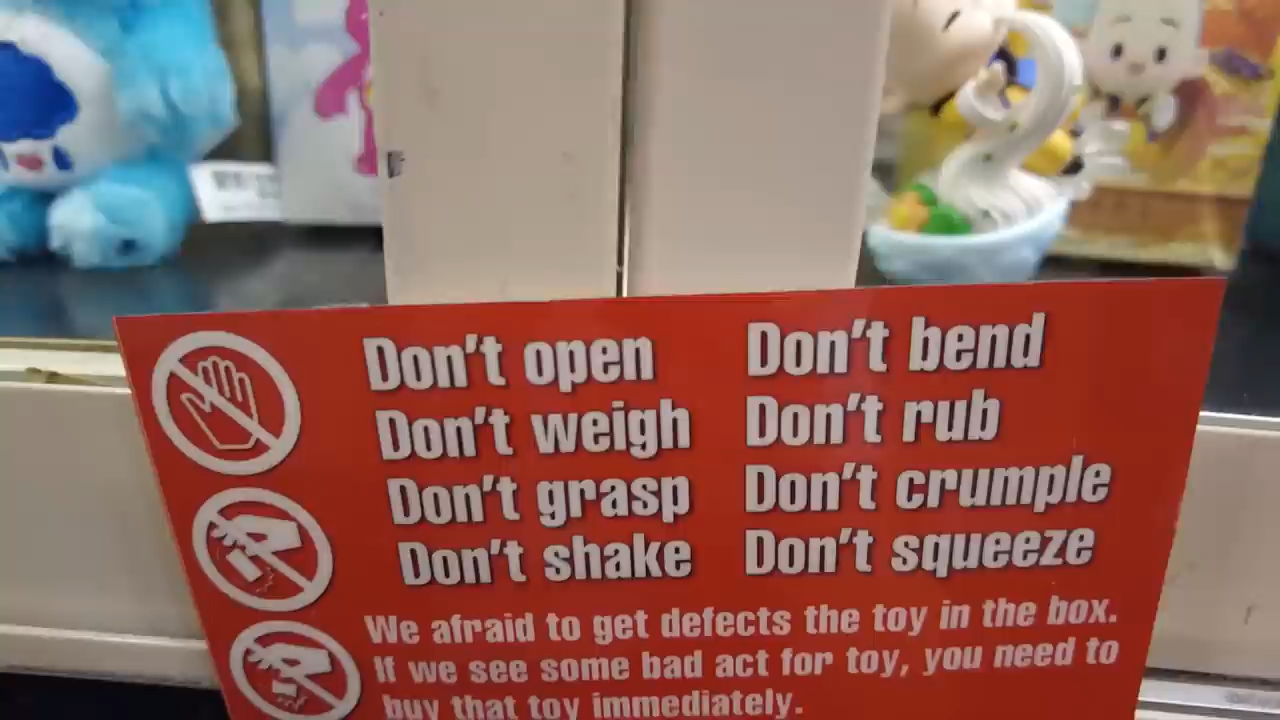 Don't open
Don't weigh
Don't grasp
Don't shake
Don't bend
Don't rub
Don't crumple
Don't squeeze
We afraid to get defects the toy in the box.
If we see some bad act for toy, you need to
buy that toy immediately.